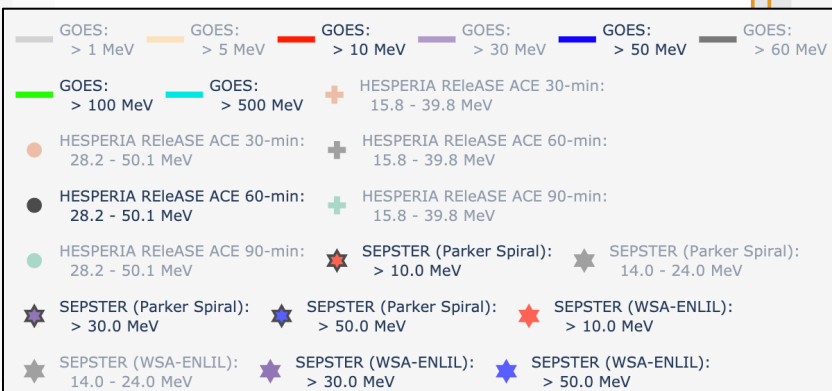 GOES: GOES: GOES: GOES: GOES: GOES:
> 1 MeV > 5 MeV > 10 MeV > 30 MeV > 50 MeV > 60 MeV
GOES: GOES: HESPERIA REleASE ACE 30-min:
> 100 MeV > 500 MeV 15.8 - 39.8 MeV
HESPERIA REleASE ACE 30-min: HESPERIA REleASE ACE 60-min:
28.2 - 50.1 MeV 15.8 - 39.8 MeV
HESPERIA REleASE ACE 60-min: HESPERIA REleASE ACE 90-min:
28.2 - 50.1 MeV 15.8 - 39.8 MeV
HESPERIA REleASE ACE 90-min: SEPSTER (Parker Spiral): SEPSTER (Parker Spiral):
28.2 - 50.1 MeV > 10.0 MeV 14.0 - 24.0 MeV
SEPSTER (Parker Spiral): SEPSTER (Parker Spiral): SEPSTER (WSA-ENLIL):
> 30.0 MeV > 50.0 MeV > 10.0 MeV
SEPSTER (WSA-ENLIL): SEPSTER (WSA-ENLIL): SEPSTER (WSA-ENLIL):
14.0 - 24.0 MeV > 30.0 MeV > 50.0 MeV